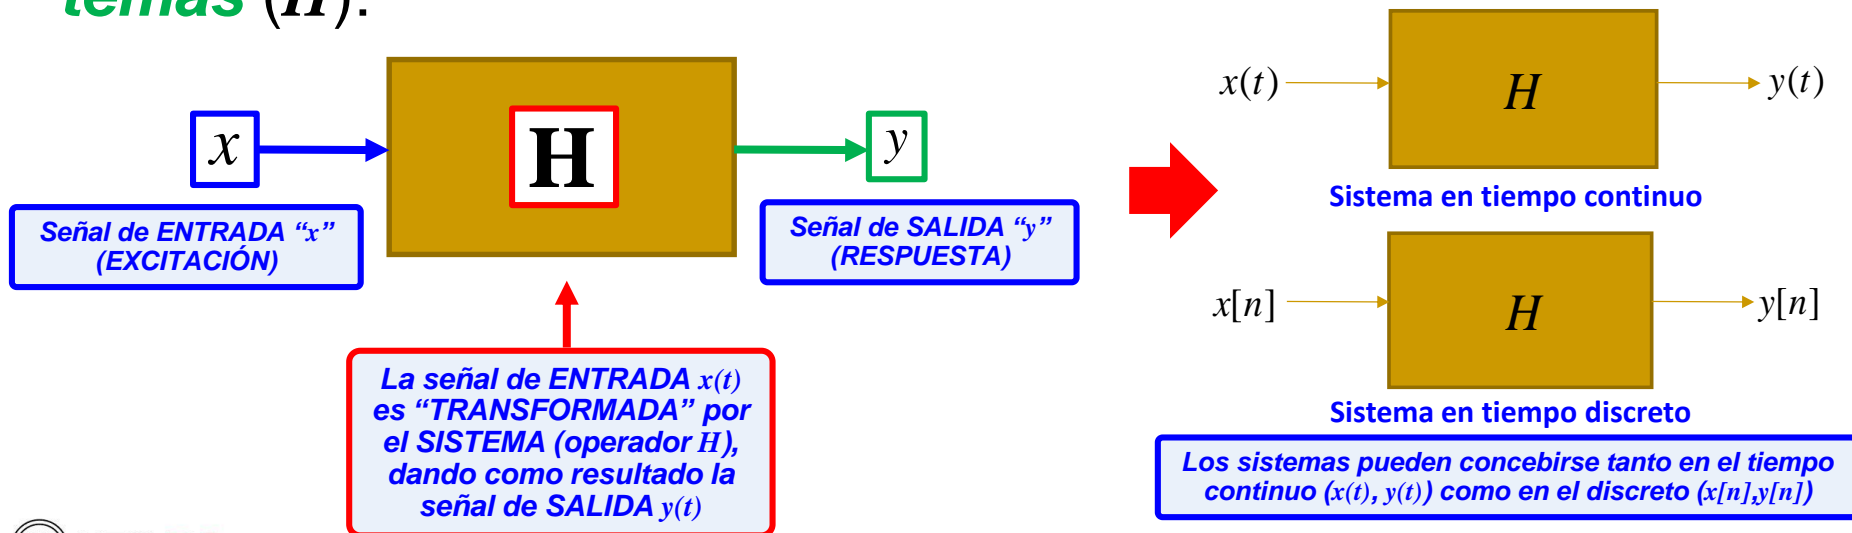 temas (H).
x
H
y
Señal de ENTRADA “x”
(EXCITACIÓN)
Señal de SALIDA “y”
(RESPUESTA)
La señal de ENTRADA x(t)
es “TRANSFORMADA” por
el SISTEMA (operador H),
dando como resultado la
señal de SALIDA y(t)
x(t)
H
y(t)
Sistema en tiempo continuo
x[n]
H
y[n]
Sistema en tiempo discreto
Los sistemas pueden concebirse tanto en el tiempo
continuo (x(t), y(t)) como en el discreto (x[n],y[n])